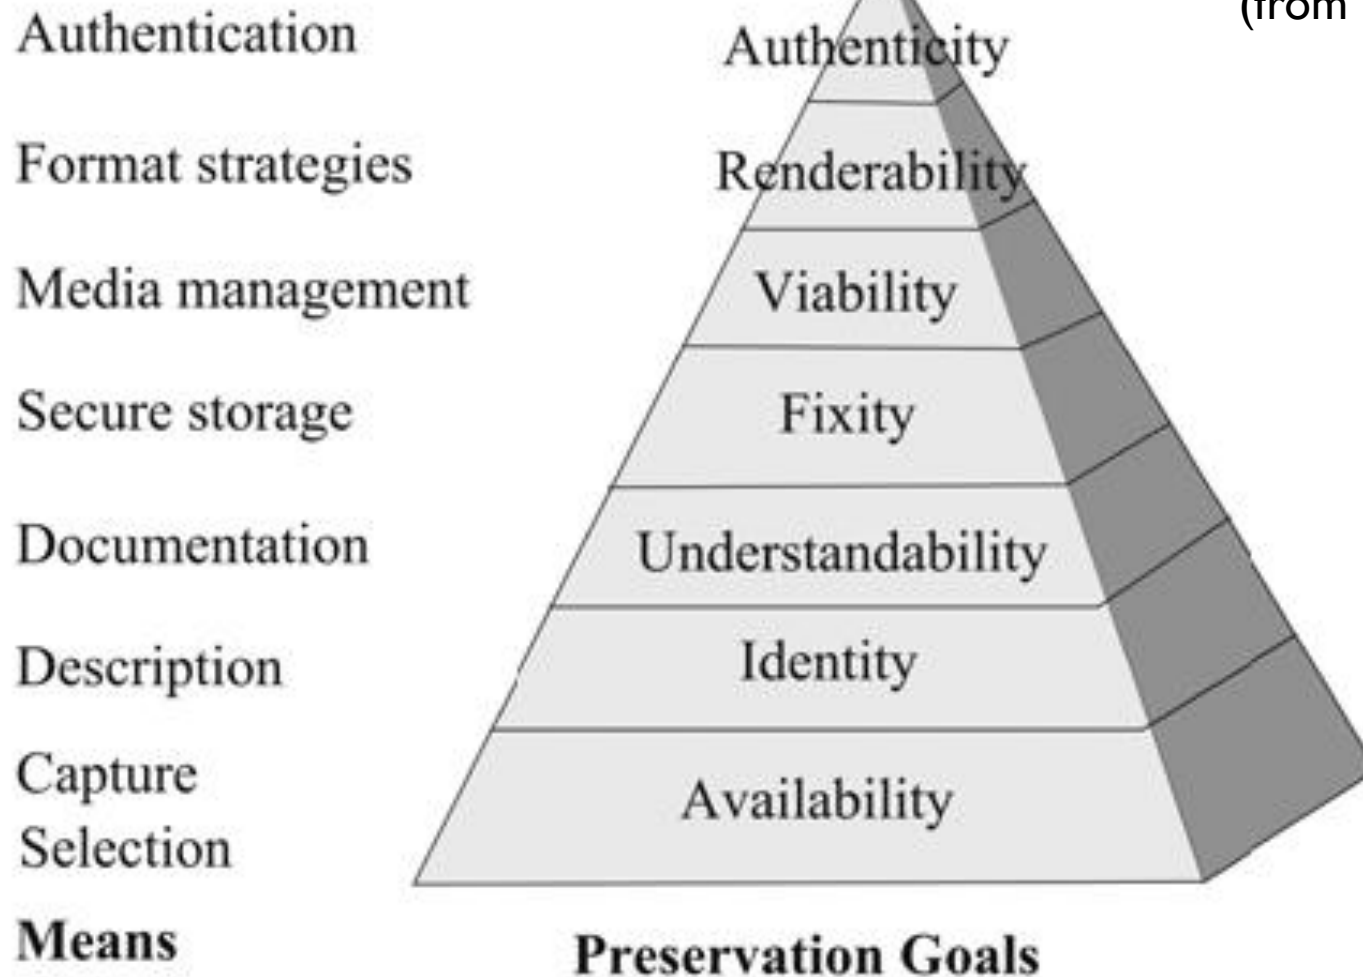 (from
Authentication
Authenticity
Format strategies
Renderability
Media management
Viability
Secure storage
Fixity
Documentation
Understandability
Description
Identity
Capture
Selection
Availability
Means
Preservation Goals